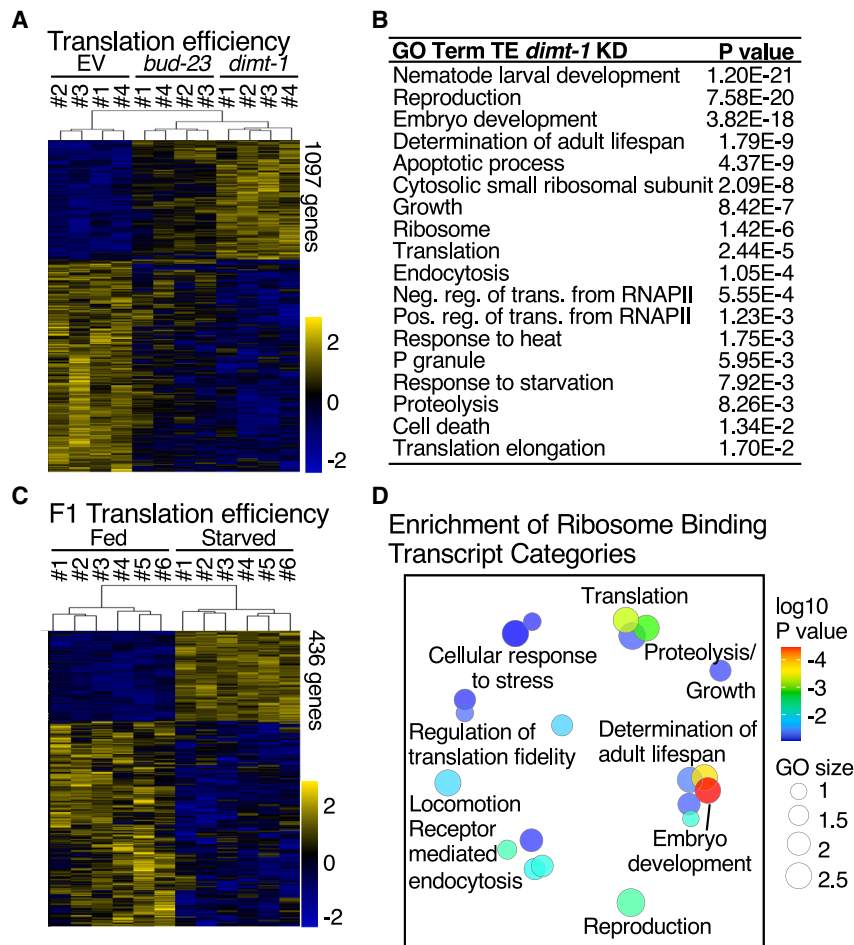 A
Translation efficiency
EV bud-23 dimt-1
#2 #3 #1 #4 #1 #4 #2 #3 #1 #2 #3 #4
1097 genes
2
0
-2
B
GO Term TE dimt-1 KD P value
Nematode larval development 1.20E-21
Reproduction 7.58E-20
Embryo development 3.82E-18
Determination of adult lifespan 1.79E-9
Apoptotic process 4.37E-9
Cytosolic small ribosomal subunit 2.09E-8
Growth 8.42E-7
Ribosome 1.42E-6
Translation 2.44E-5
Endocytosis 1.05E-4
Neg. reg. of trans. from RNAPII 5.55E-4
Pos. reg. of trans. from RNAPII 1.23E-3
Response to heat 1.75E-3
P granule 5.95E-3
Response to starvation 7.92E-3
Proteolysis 8.26E-3
Cell death 1.34E-2
Translation elongation 1.70E-2
C
F1 Translation efficiency
Fed Starved
#1 #2 #3 #4 #5 #6 #1 #2 #3 #4 #5 #6
436 genes
2
0
-2
D
Enrichment of Ribosome Binding
Transcript Categories
Translation
Cellular response
to stress
Proteolysis/
Growth
Regulation of
translation fidelity
Determination of
adult lifespan
Locomotion
Receptor
mediated
endocytosis
Embryo
development
Reproduction
log10
P value
-4
-3
-2
GO size
1
1.5
2
2.5